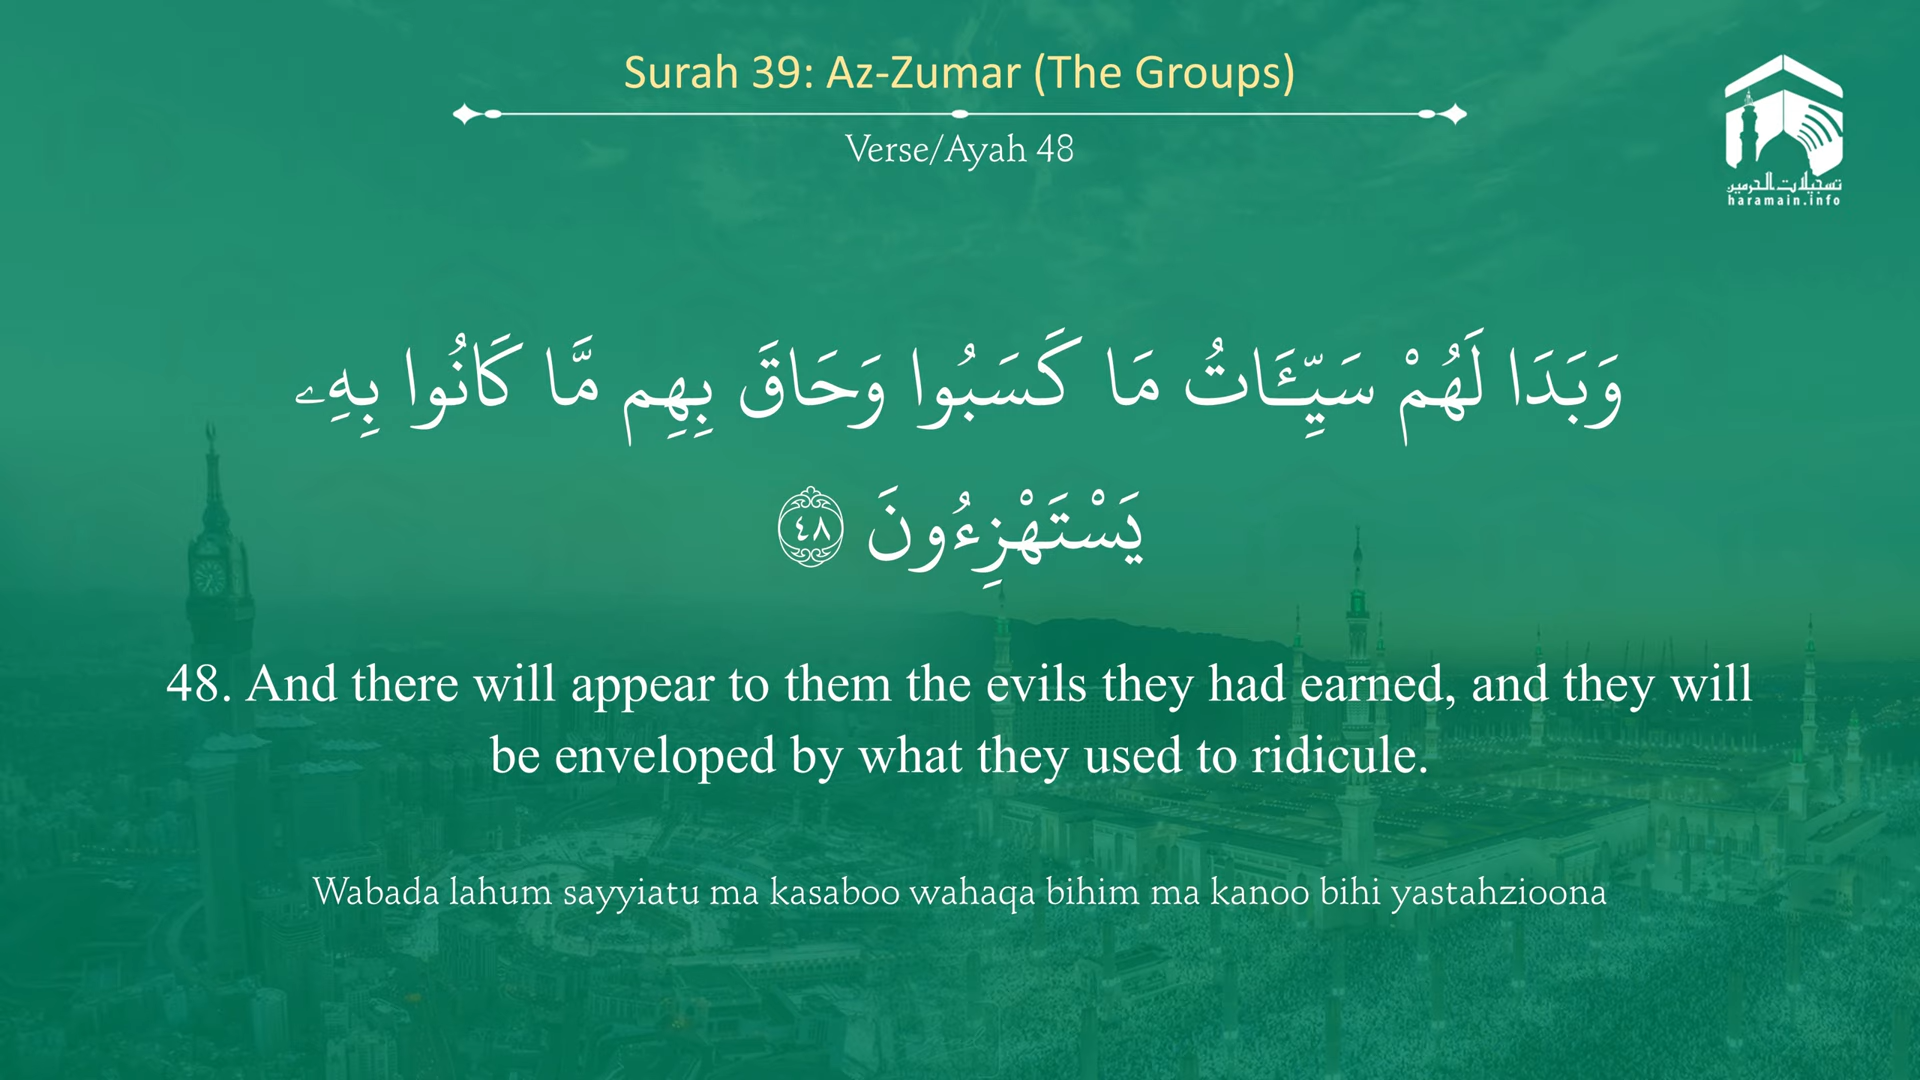 Surah 39: Az-Zumar (The Groups)
Verse/Ayah 48
تسجيلات الحرمين
haramain.info
وَبَدَا لَهُمْ سَيِّـَٔاتُ مَا كَسَبُوا وَحَاقَ بِهِم مَّا كَانُوا بِهِۦ
يَسْتَهْزِءُونَ ٤٨
48. And there will appear to them the evils they had earned, and they will
be enveloped by what they used to ridicule.
Wabada lahum sayyiatu ma kasaboo wahaqa bihim ma kanoo bihi yastahzioona